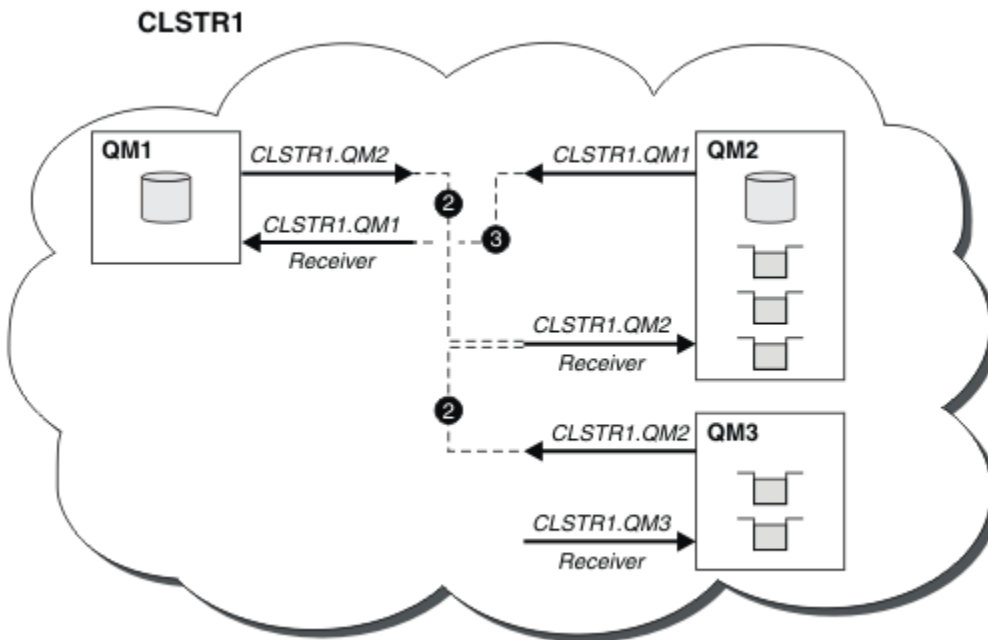 CLSTR1
QM1
CLSTR1.QM2
CLSTR1.QM1
QM2
2
CLSTR1.QM1
Receiver
3
CLSTR1.QM2
Receiver
2
CLSTR1.QM2
QM3
CLSTR1.QM3
Receiver